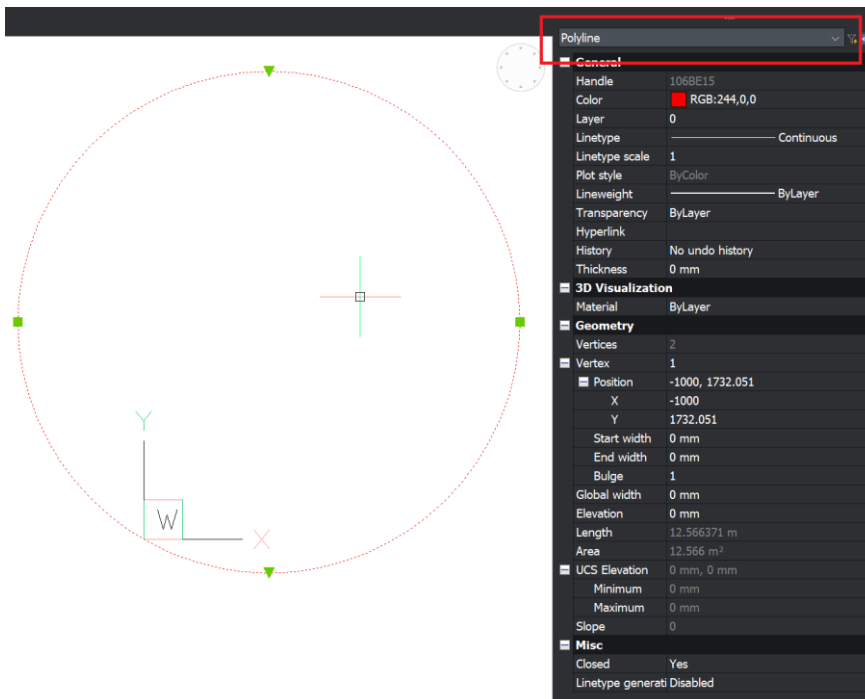 Polyline
General
Handle 106BE15
Color RGB:244,0,0
Layer 0
Linetype Continuous
Linetype scale 1
Plot style ByColor
Lineweight ByLayer
Transparency ByLayer
Hyperlink
History No undo history
Thickness 0 mm
3D Visualization
Material ByLayer
Geometry
Vertices 2
Vertex 1
Position -1000, 1732.051
X -1000
Y 1732.051
Start width 0 mm
End width 0 mm
Bulge 1
Global width 0 mm
Elevation 0 mm
Length 12.566371 m
Area 12.566 m²
UCS Elevation 0 mm, 0 mm
Minimum 0 mm
Maximum 0 mm
Slope 0
Misc
Closed Yes
Linetype generati Disabled
Y
W
X